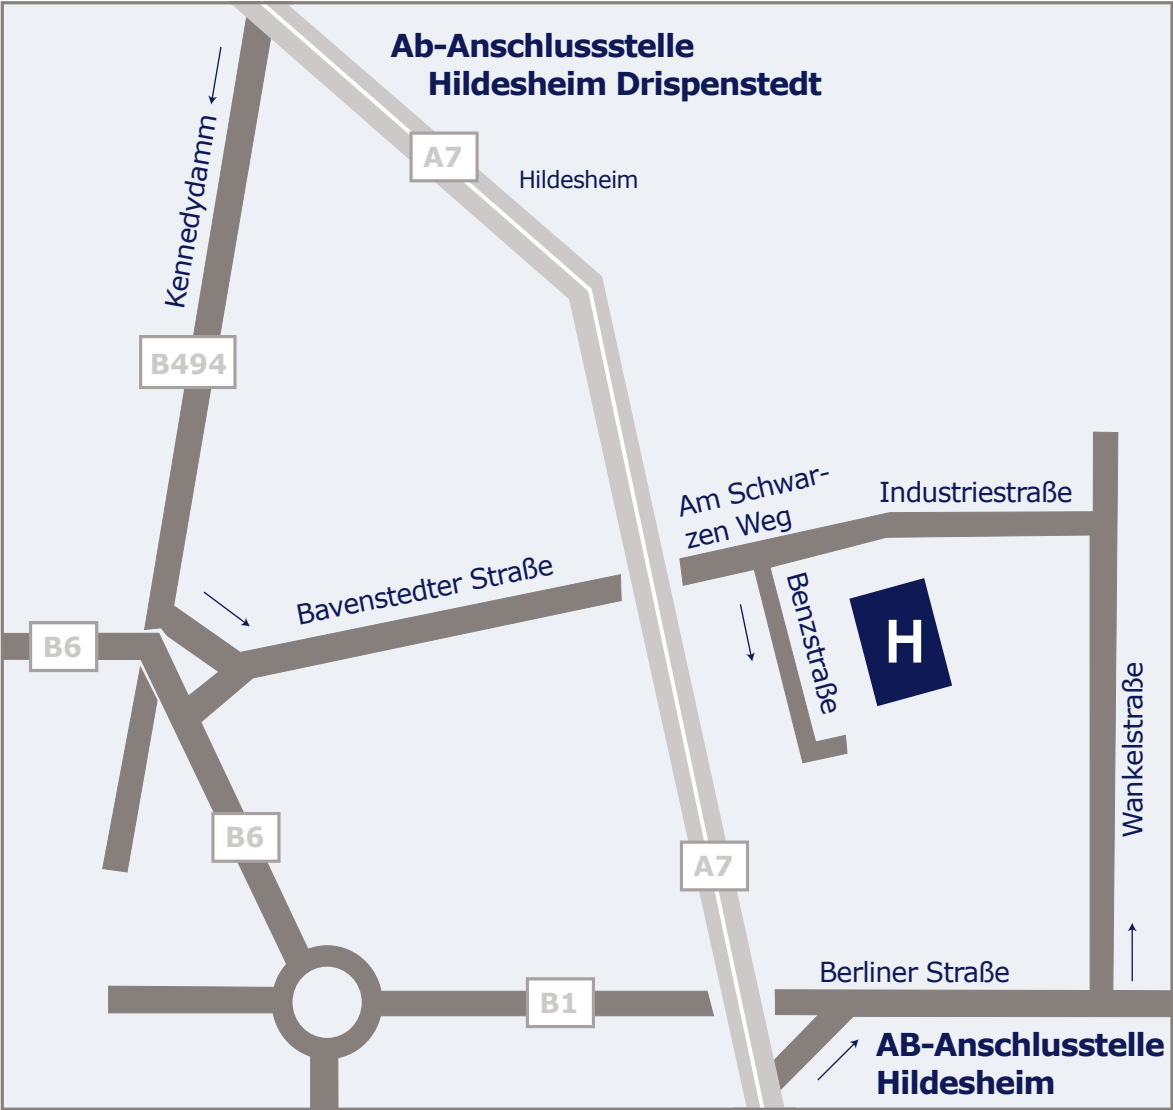 Ab-Anschlussstelle
Hildesheim Drispenstedt
A7
Hildesheim
Kennedydamm
B494
Am Schwar-
zen Weg
Industriestraße
Bavenstedter Straße
Benzstraße
H
B6
Wankelstraße
B6
A7
Berliner Straße
B1
AB-Anschlusstelle
Hildesheim